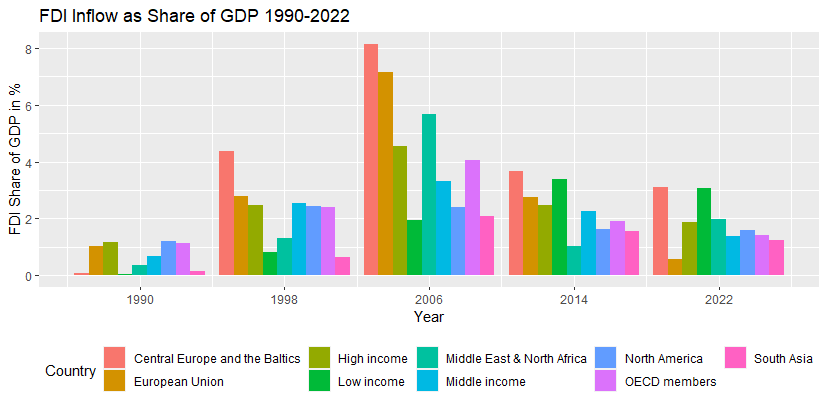 FDI Inflow as Share of GDP 1990-2022
FDI Share of GDP in %
8
6
4
2
0
1990 1998 2006 2014 2022
Year
Country
Central Europe and the Baltics High income Middle East & North Africa North America South Asia
European Union Low income Middle income OECD members